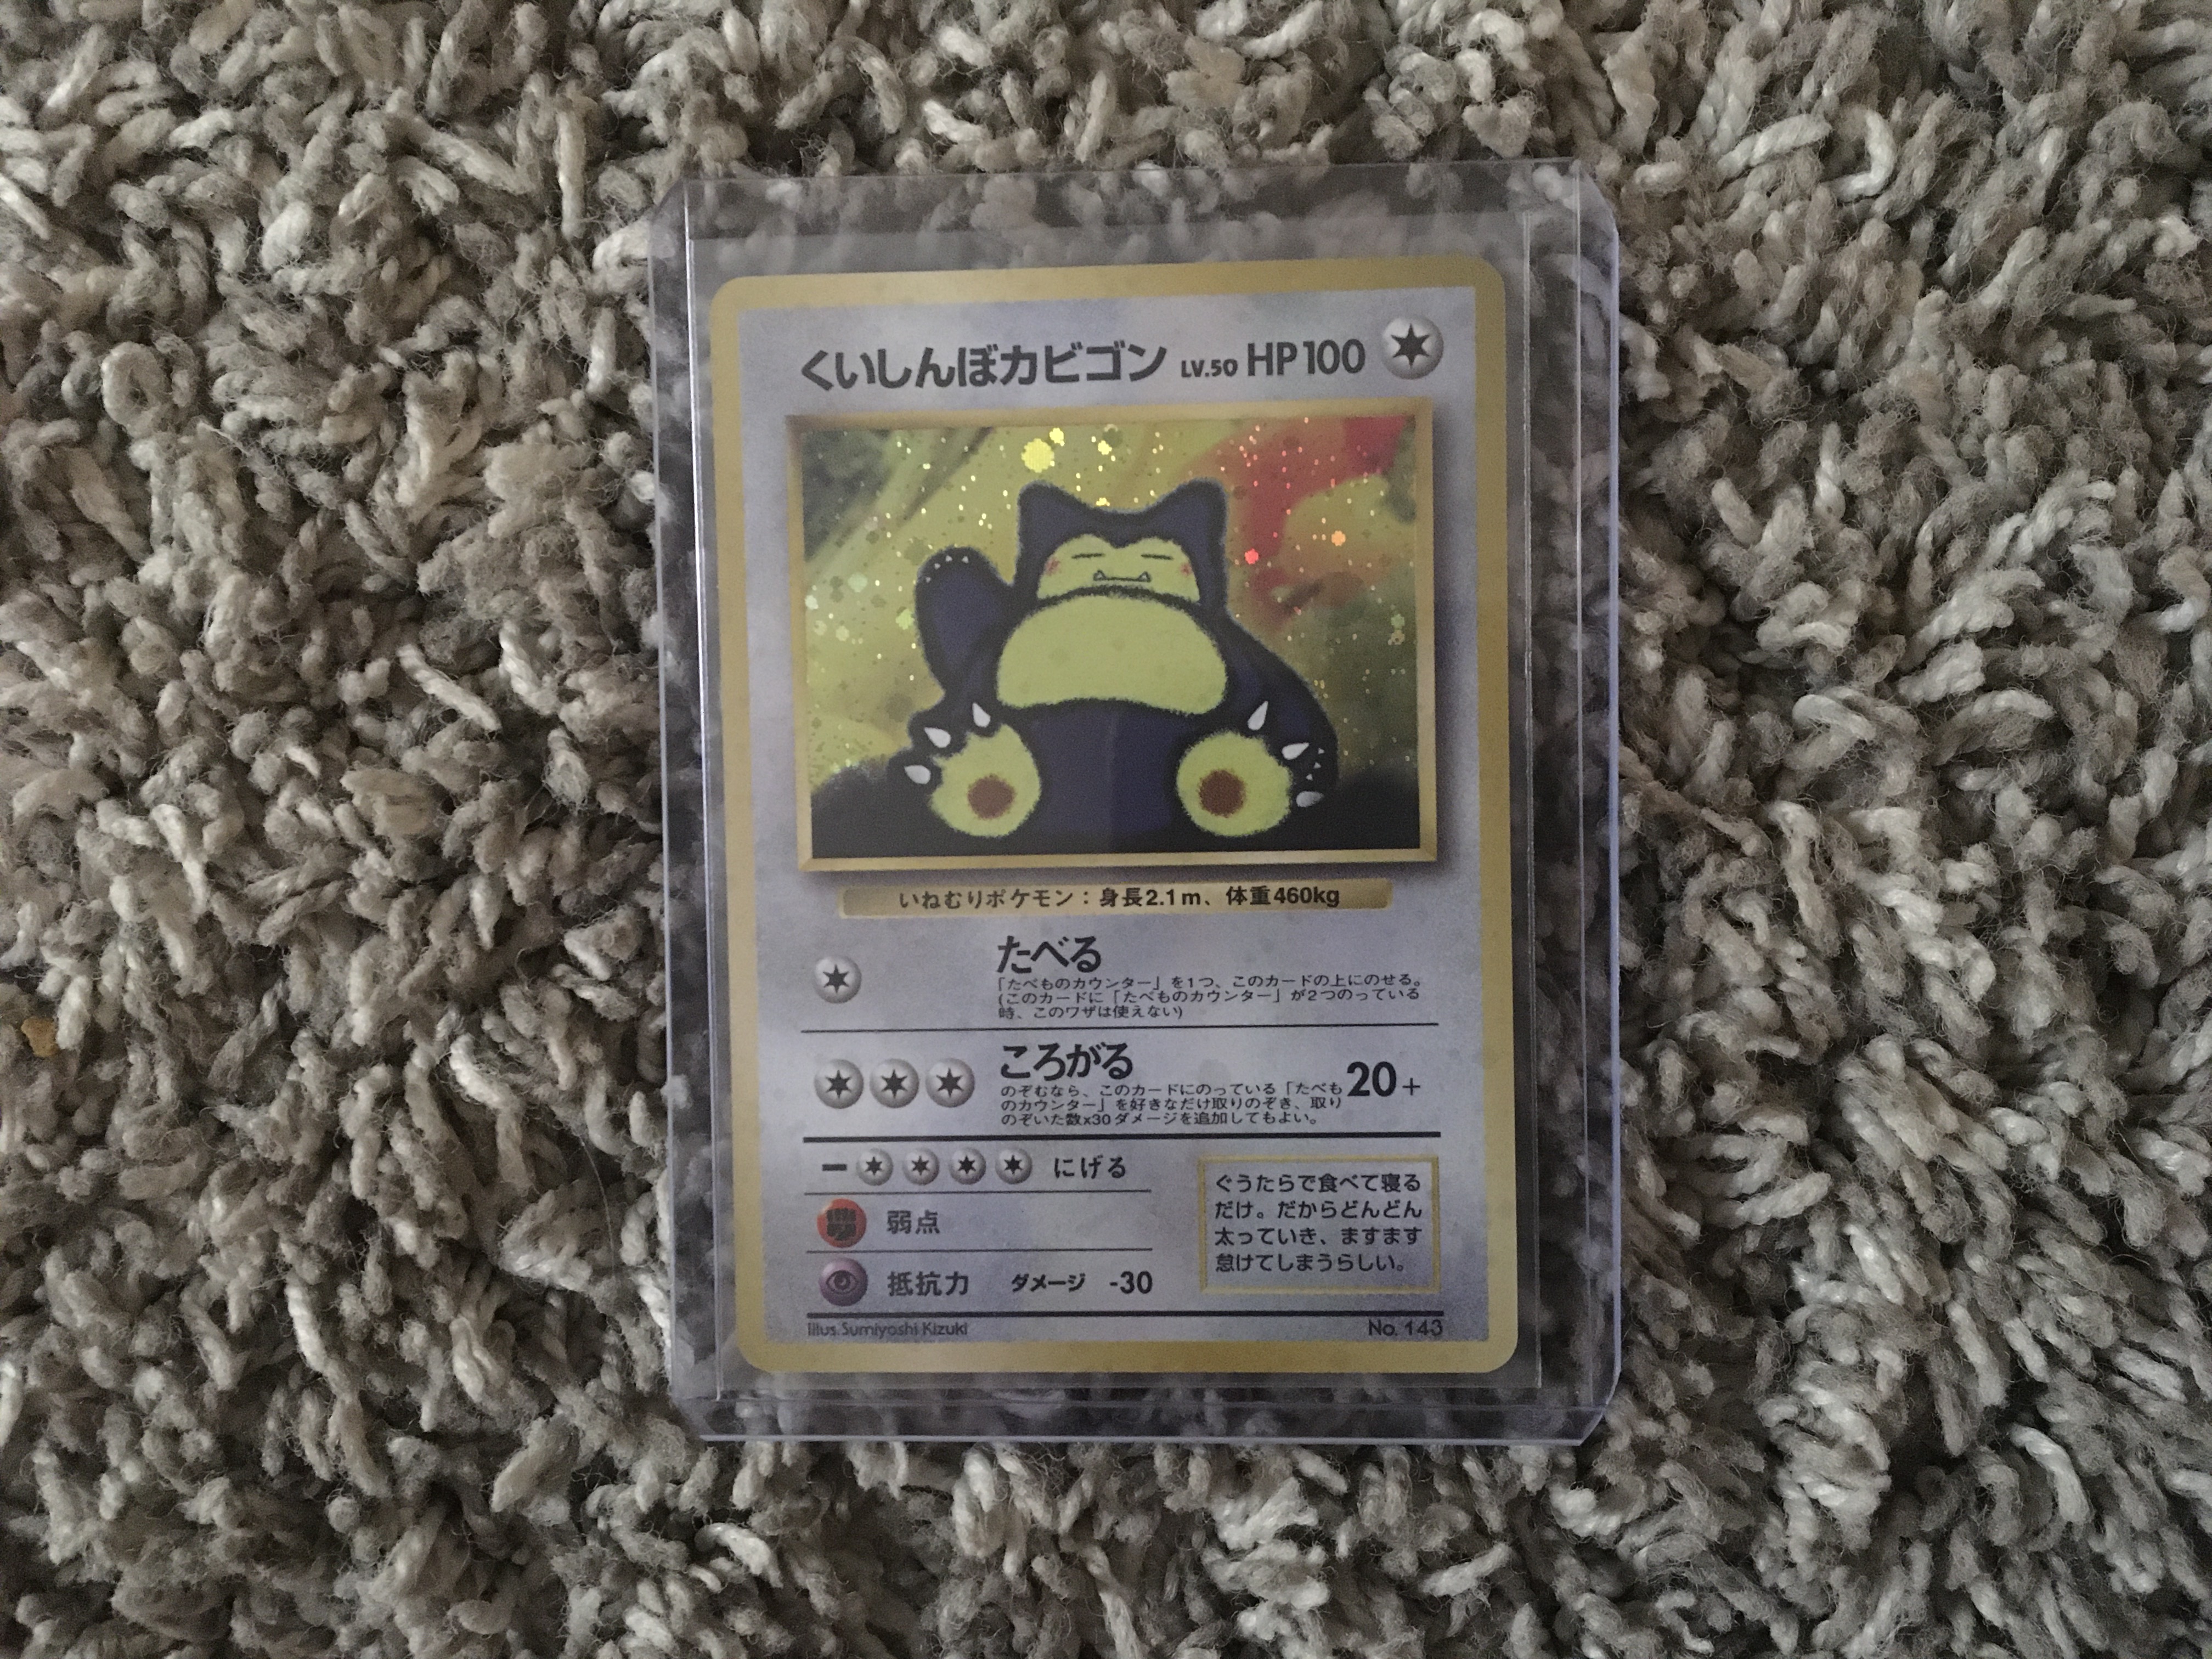 くいしんぼカビゴン LV.50 HP100
いねむりポケモン：身長2.1m、体重460kg
たべる
「たべものカウンター」を1つ、このカードの上にのせる。
(このカードに「たべものカウンター」が2つのっている
時、このワザは使えない)
ころがる
のぞむなら、このカードにのっている「たべも
のカウンター」を好きなだけ取りのぞき、取り
のぞいた数x30ダメージを追加してもよい。
20+
ー にげる
弱点
抵抗力 ダメージ -30
ぐうたらで食べて寝る
だけ。だからどんどん
太っていき、ますます
怠けてしまうらしい。
Illus Sumiyoshi Kizuki
No. 143